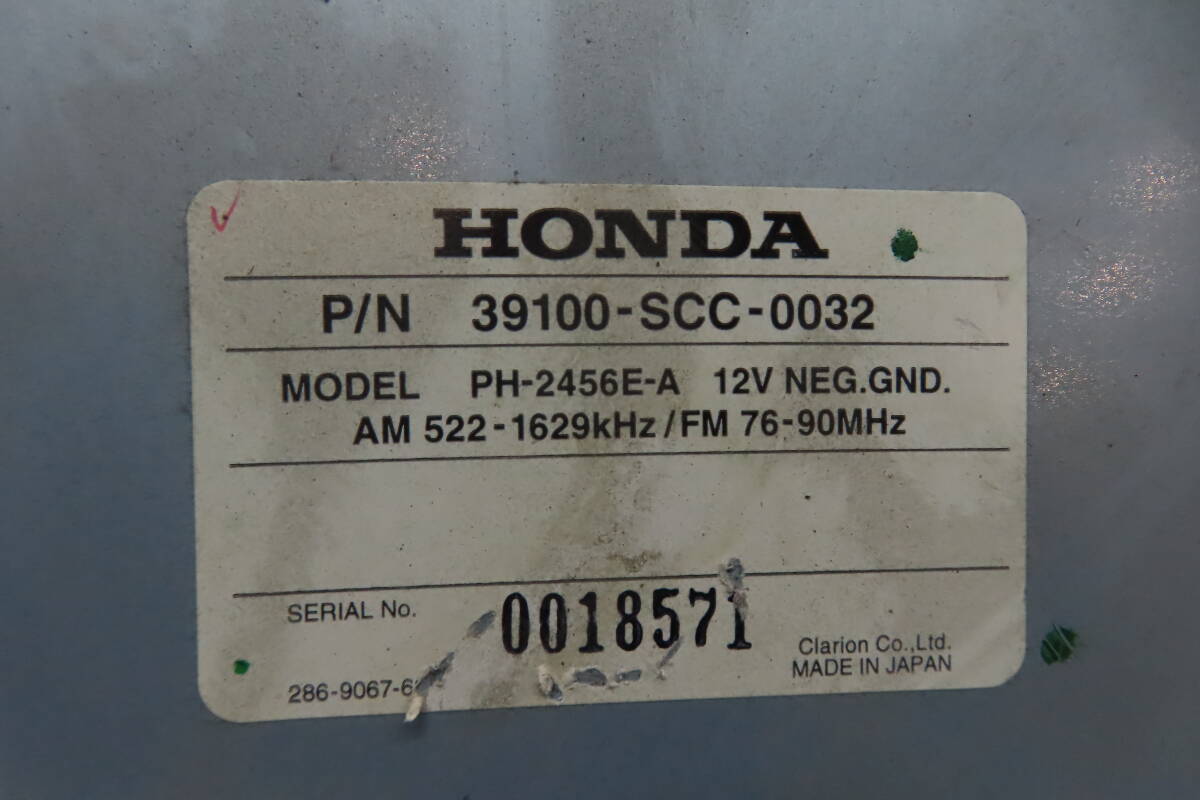 HONDA
P/N 39100-SCC-0032
MODEL PH-2456E-A 12V NEG.GND.
AM 522-1629kHz/FM 76-90MHz
SERIAL No. 0018571
Clarion Co.,Ltd.
MADE IN JAPAN